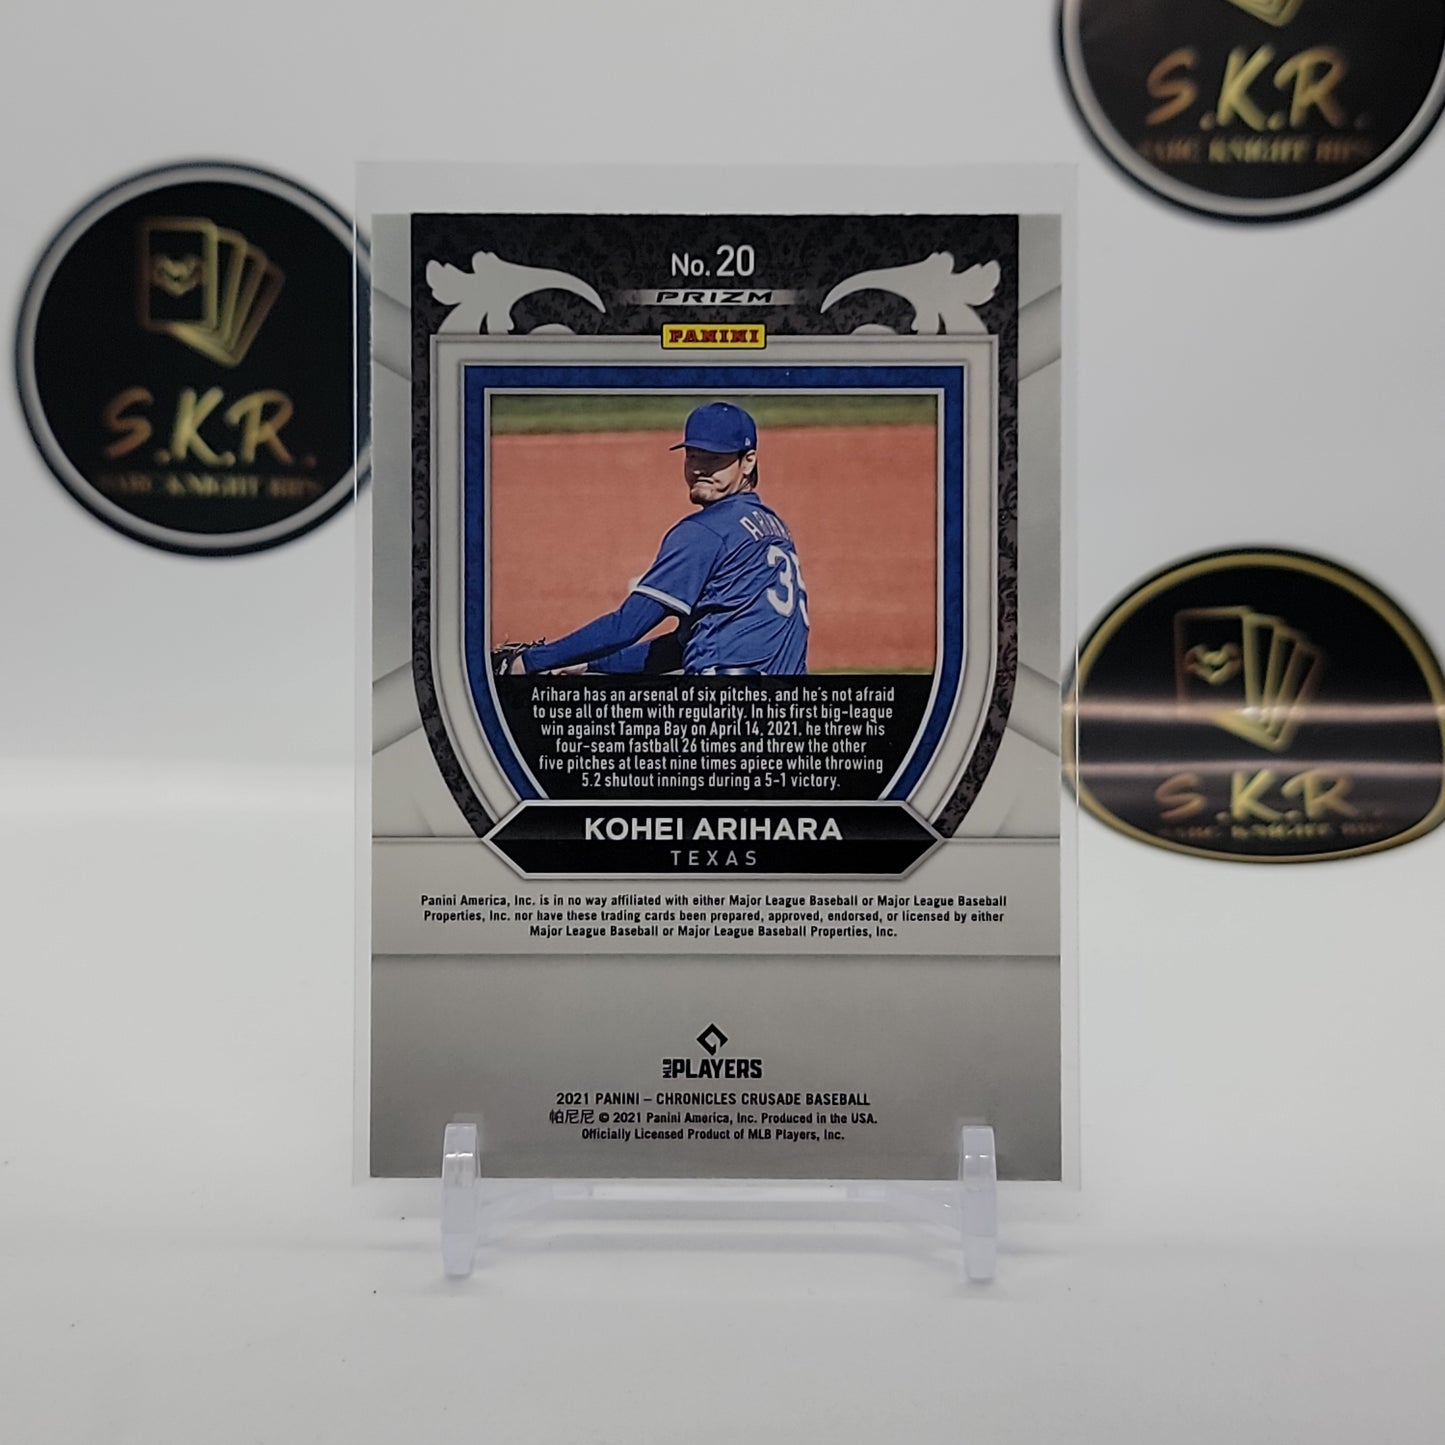 S.K.R.
S.K.R.
KNIGHT
No. 20
PRIZM
PANINI
Arihara has an arsenal of six pitches, and he's not afraid
to use all of them with regularity. In his first big-league
win against Tampa Bay on April 14, 2021, he threw his
four-seam fastball 26 times and threw the other
five pitches at least nine times apiece while throwing
5.2 shutout innings during a 5-1 victory.
KOHEI ARIHARA
TEXAS
Panini America, Inc. is in no way affiliated with either Major League Baseball or Major League Baseball
Properties, Inc. nor have these trading cards been prepared, approved, endorsed, or licensed by either
Major League Baseball or Major League Baseball Properties, Inc.
MLB PLAYERS
2021 PANINI – CHRONICLES CRUSADE BASEBALL
帕尼尼 © 2021 Panini America, Inc. Produced in the USA.
Officially Licensed Product of MLB Players, Inc.
S.K.R.